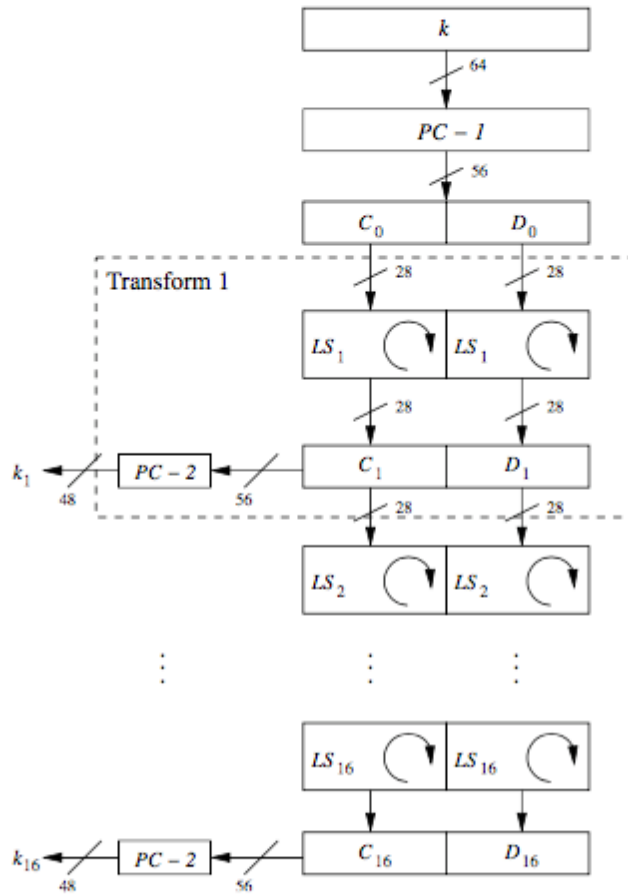 k
64
PC – 1
56
C0 D0
Transform 1
28 28
LS1 LS1
28 28
k1 48 PC – 2 56 C1 D1
28 28
LS2 LS2
LS16 LS16
k16 48 PC – 2 56 C16 D16